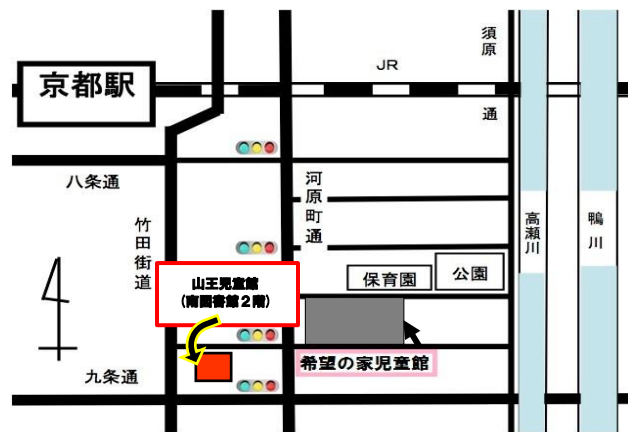 京都駅
JR
須原
通
八条通
河原町通
竹田街道
高瀬川
鴨川
山王児童館
(南図書館2階)
保育園
公園
希望の家児童館
九条通